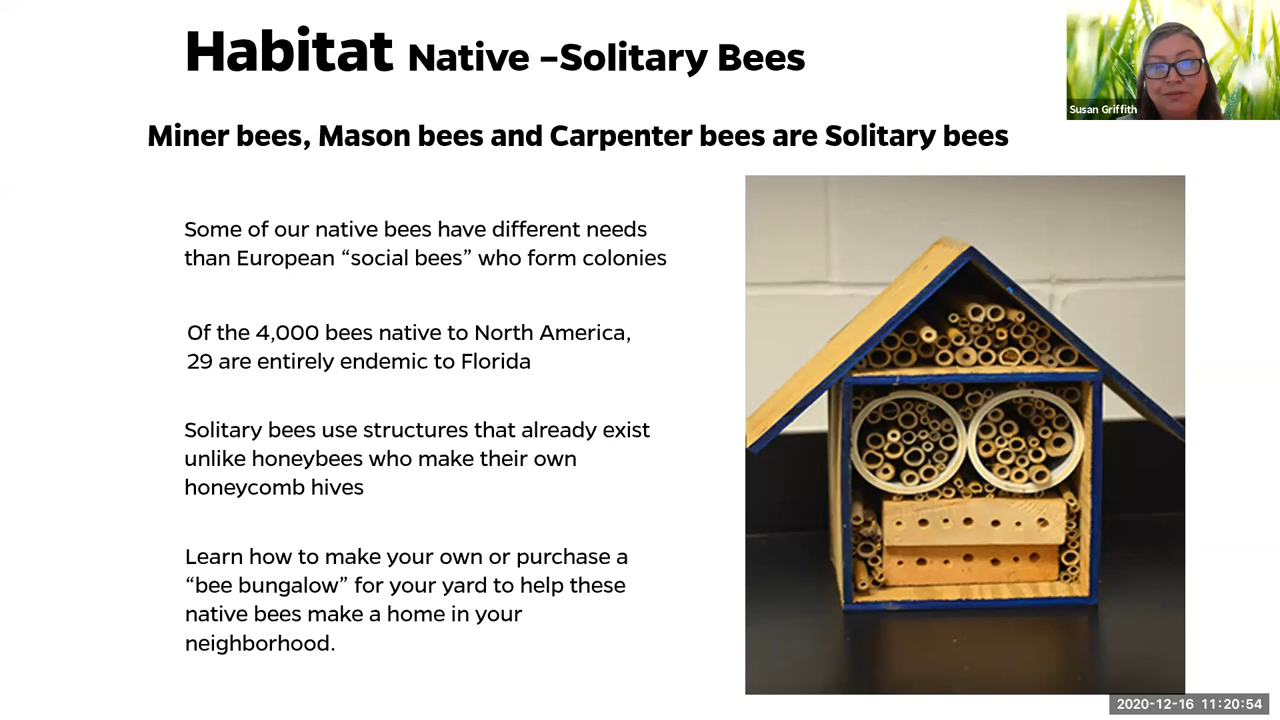 Habitat Native –Solitary Bees
Susan Griffith
Miner bees, Mason bees and Carpenter bees are Solitary bees
Some of our native bees have different needs
than European “social bees” who form colonies
Of the 4,000 bees native to North America,
29 are entirely endemic to Florida
Solitary bees use structures that already exist
unlike honeybees who make their own
honeycomb hives
Learn how to make your own or purchase a
“bee bungalow” for your yard to help these
native bees make a home in your
neighborhood.
2020-12-16 11:20:54